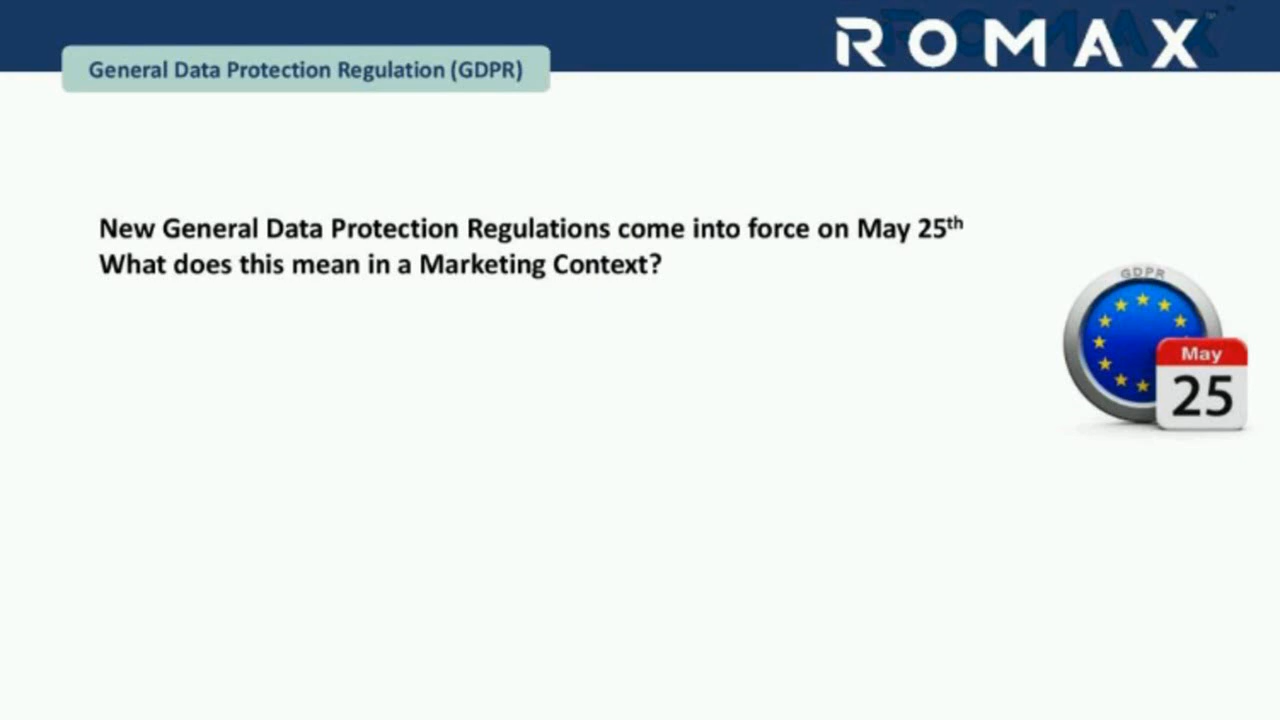 ROMAX
General Data Protection Regulation (GDPR)
New General Data Protection Regulations come into force on May 25th
What does this mean in a Marketing Context?
GDPR
May
25